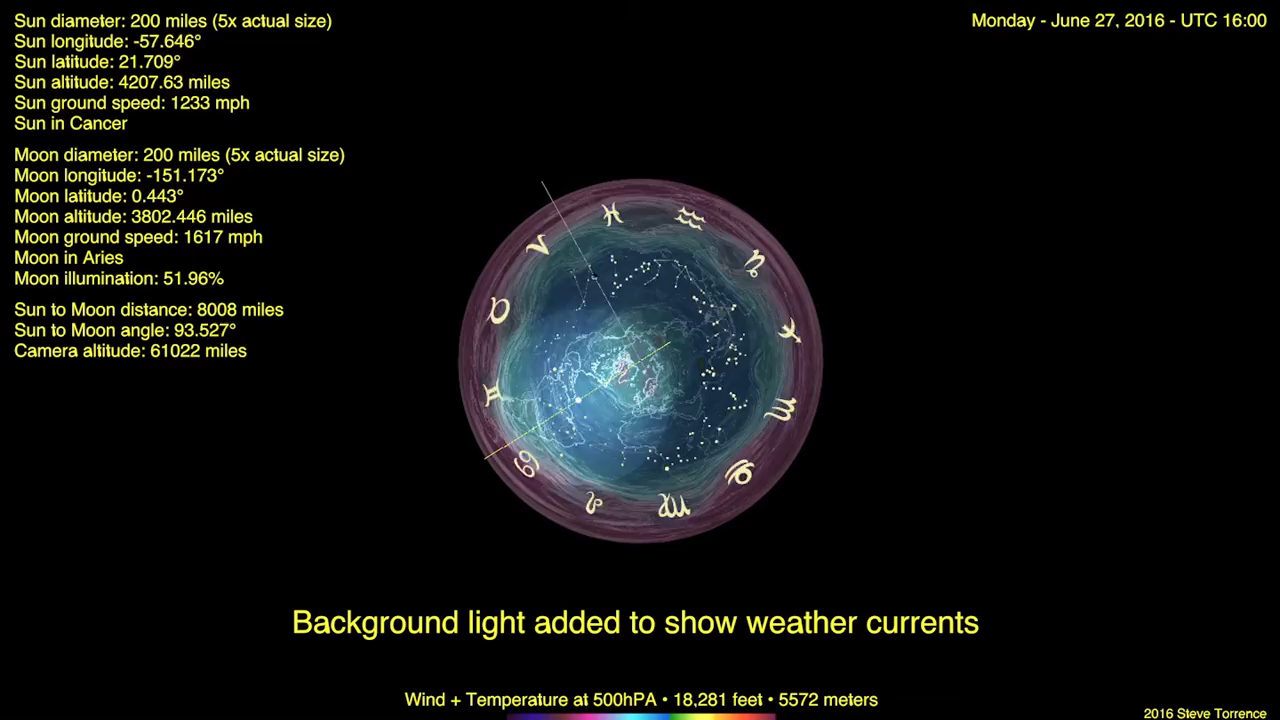 Sun diameter: 200 miles (5x actual size)
Sun longitude: -57.646°
Sun latitude: 21.709°
Sun altitude: 4207.63 miles
Sun ground speed: 1233 mph
Sun in Cancer
Moon diameter: 200 miles (5x actual size)
Moon longitude: -151.173°
Moon latitude: 0.443°
Moon altitude: 3802.446 miles
Moon ground speed: 1617 mph
Moon in Aries
Moon illumination: 51.96%
Sun to Moon distance: 8008 miles
Sun to Moon angle: 93.527°
Camera altitude: 61022 miles
Monday - June 27, 2016 - UTC 16:00
Background light added to show weather currents
Wind + Temperature at 500hPA • 18,281 feet • 5572 meters
2016 Steve Torrence